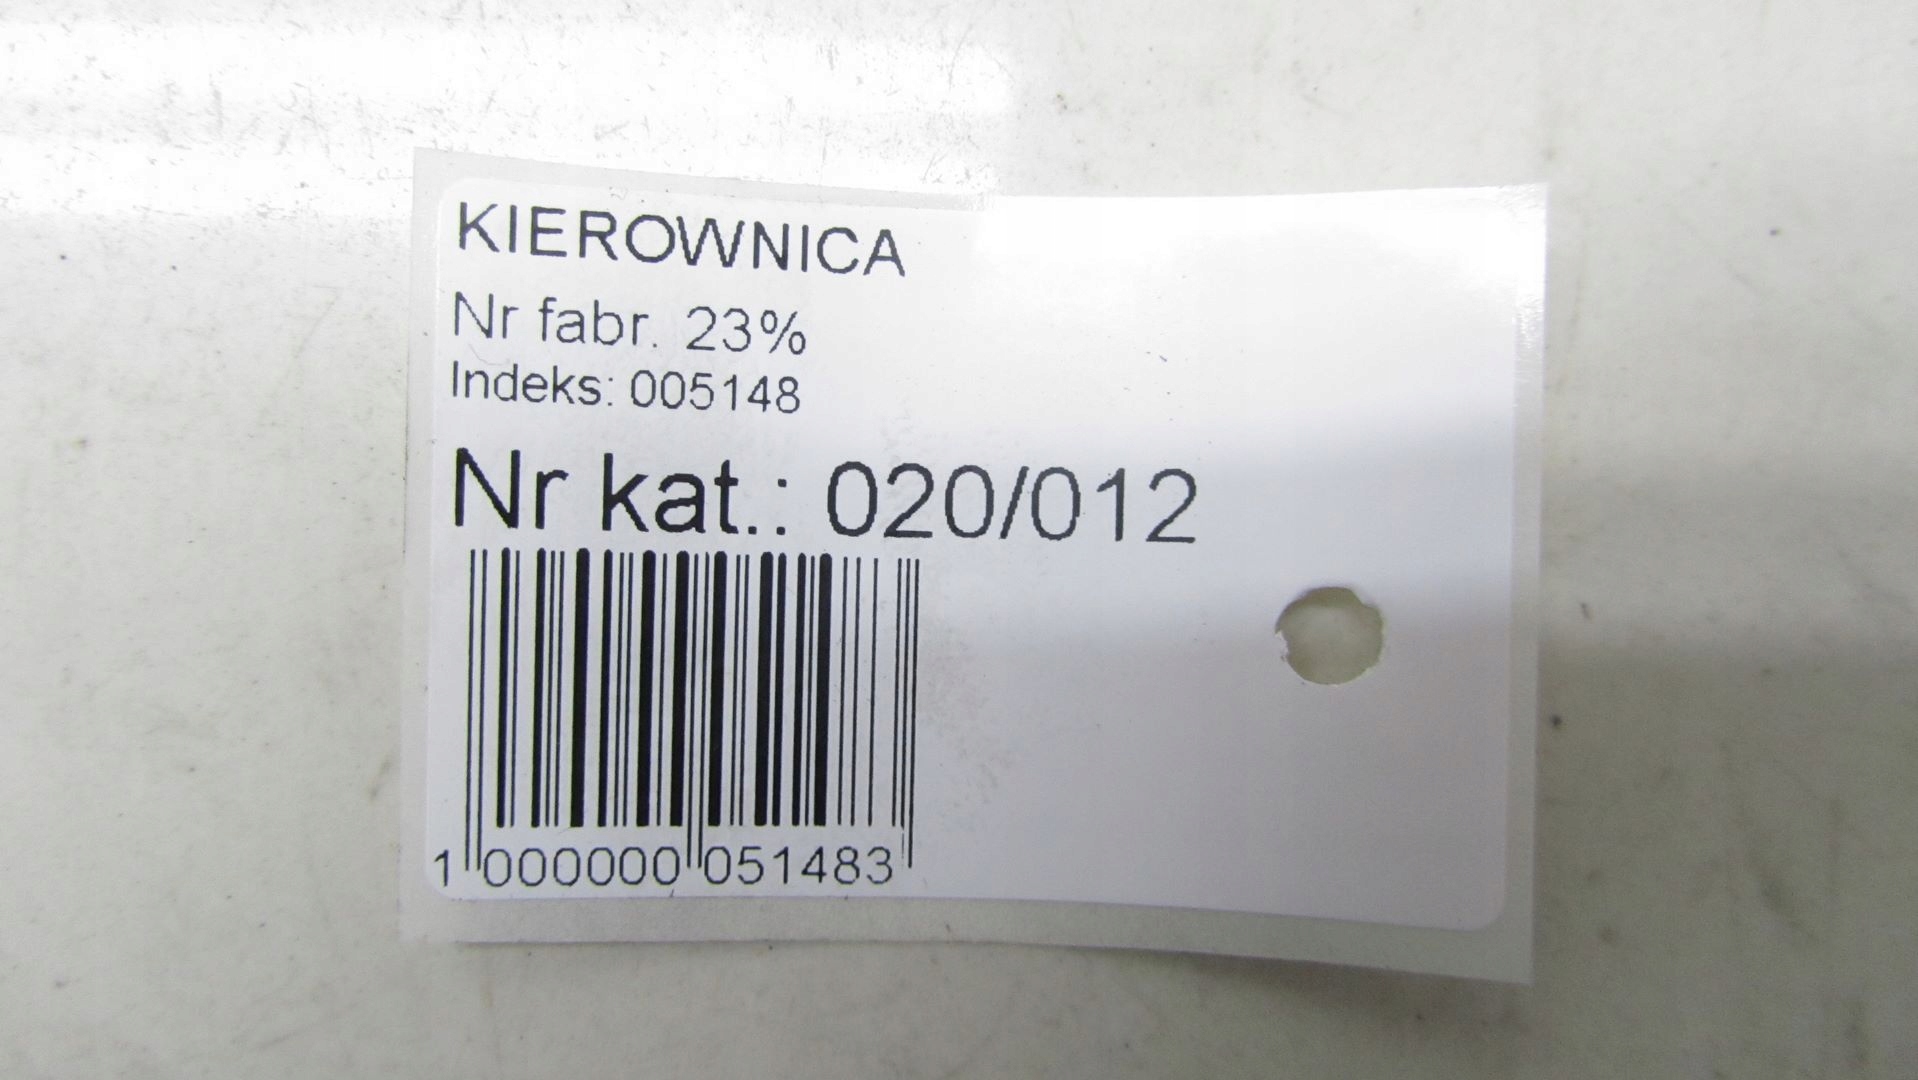 KIEROWNICA
Nr fabr. 23%
Indeks: 005148
Nr kat.: 020/012
1 000000 051483